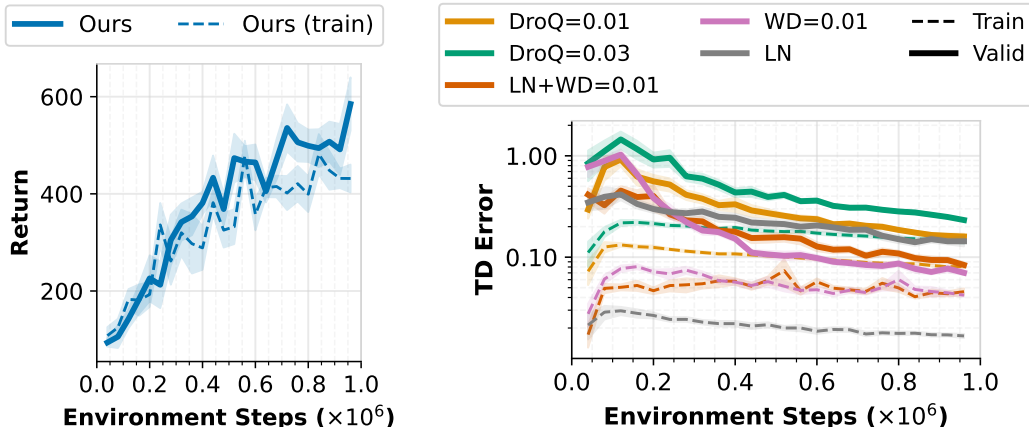 Ours Ours (train)
600
400
200
Return
0.0 0.2 0.4 0.6 0.8 1.0
Environment Steps (×10⁶)
DroQ=0.01 WD=0.01 Train
DroQ=0.03 LN Valid
LN+WD=0.01
1.00
0.10
TD Error
0.0 0.2 0.4 0.6 0.8 1.0
Environment Steps (×10⁶)